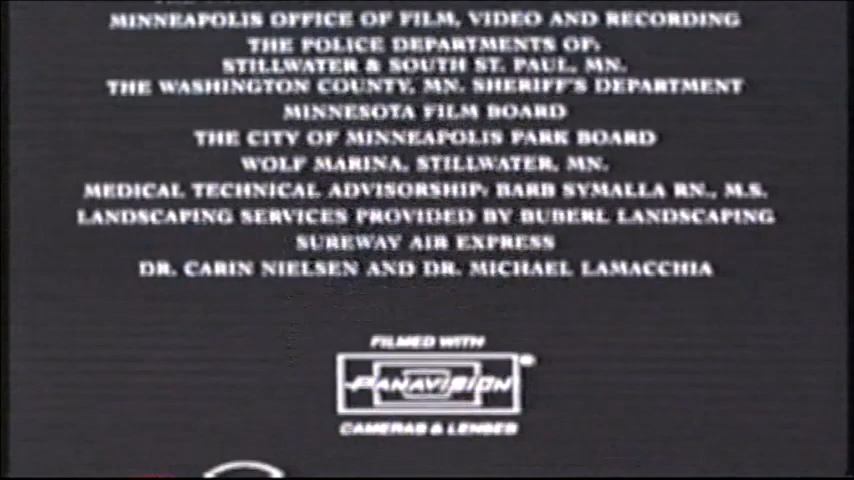 MINNEAPOLIS OFFICE OF FILM, VIDEO AND RECORDING
THE POLICE DEPARTMENTS OF:
STILLWATER & SOUTH ST. PAUL, MN.
THE WASHINGTON COUNTY, MN. SHERIFF'S DEPARTMENT
MINNESOTA FILM BOARD
THE CITY OF MINNEAPOLIS PARK BOARD
WOLF MARINA, STILLWATER, MN.
MEDICAL TECHNICAL ADVISORSHIP: BARB SYMALLA RN., M.S.
LANDSCAPING SERVICES PROVIDED BY BUBERL LANDSCAPING
SUREWAY AIR EXPRESS
DR. CARIN NIELSEN AND DR. MICHAEL LAMACCHIA
FILMED WITH
PANAVISION
CAMERAS & LENSES